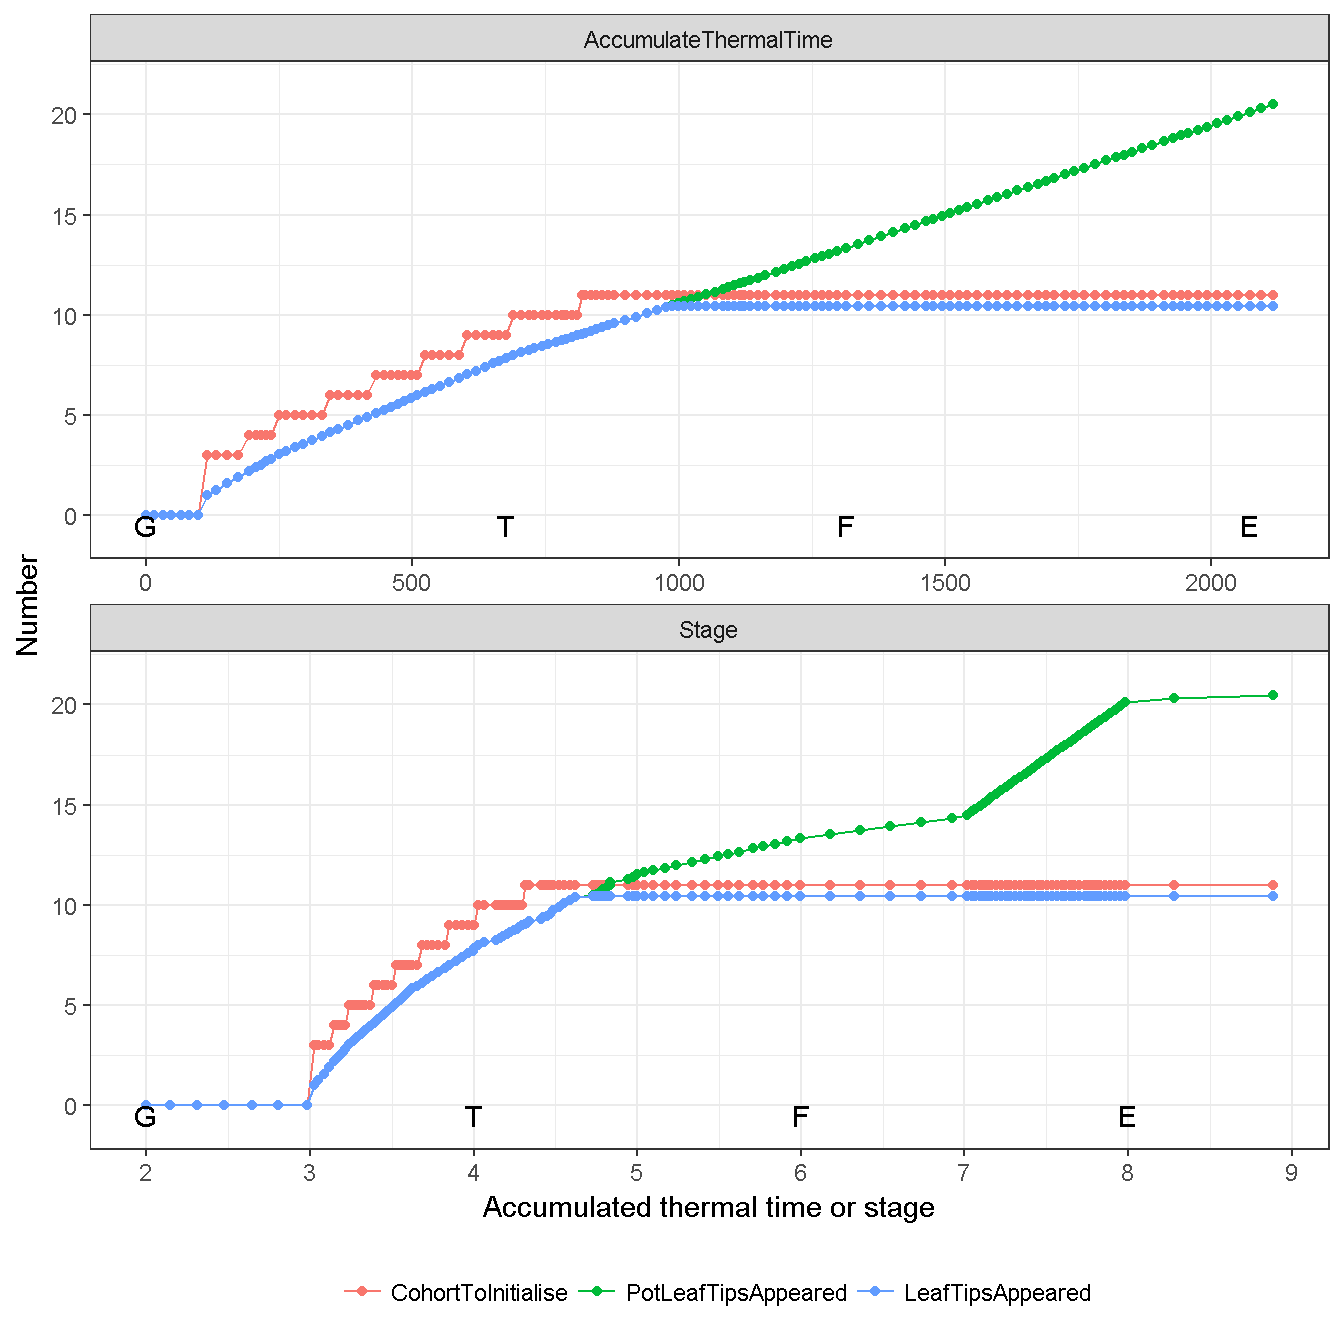 AccumulateThermalTime
20
15
10
5
0
G T F E
0 500 1000 1500 2000
Number
Stage
20
15
10
5
0
G T F E
2 3 4 5 6 7 8 9
Accumulated thermal time or stage
CohortToInitialise PotLeafTipsAppeared LeafTipsAppeared